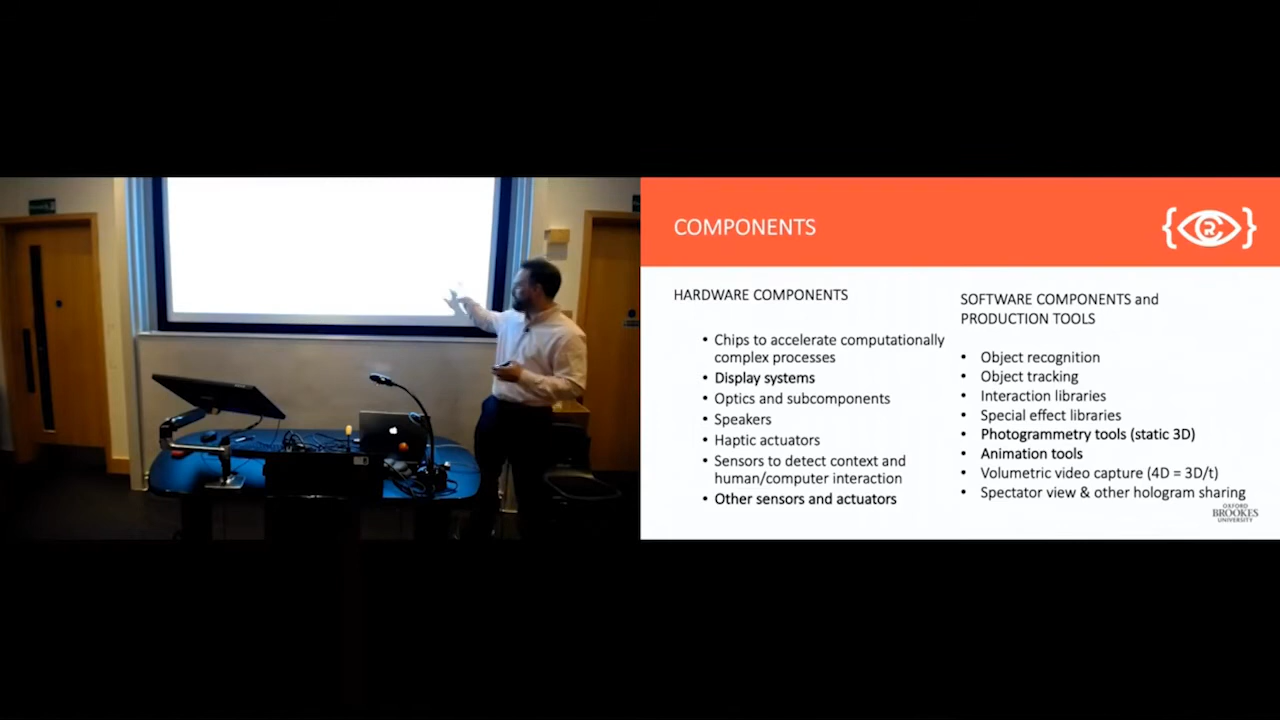 COMPONENTS
HARDWARE COMPONENTS
• Chips to accelerate computationally
complex processes
• Display systems
• Optics and subcomponents
• Speakers
• Haptic actuators
• Sensors to detect context and
human/computer interaction
• Other sensors and actuators
SOFTWARE COMPONENTS and
PRODUCTION TOOLS
• Object recognition
• Object tracking
• Interaction libraries
• Special effect libraries
• Photogrammetry tools (static 3D)
• Animation tools
• Volumetric video capture (4D = 3D/t)
• Spectator view & other hologram sharing
OXFORD
BROOKES
UNIVERSITY